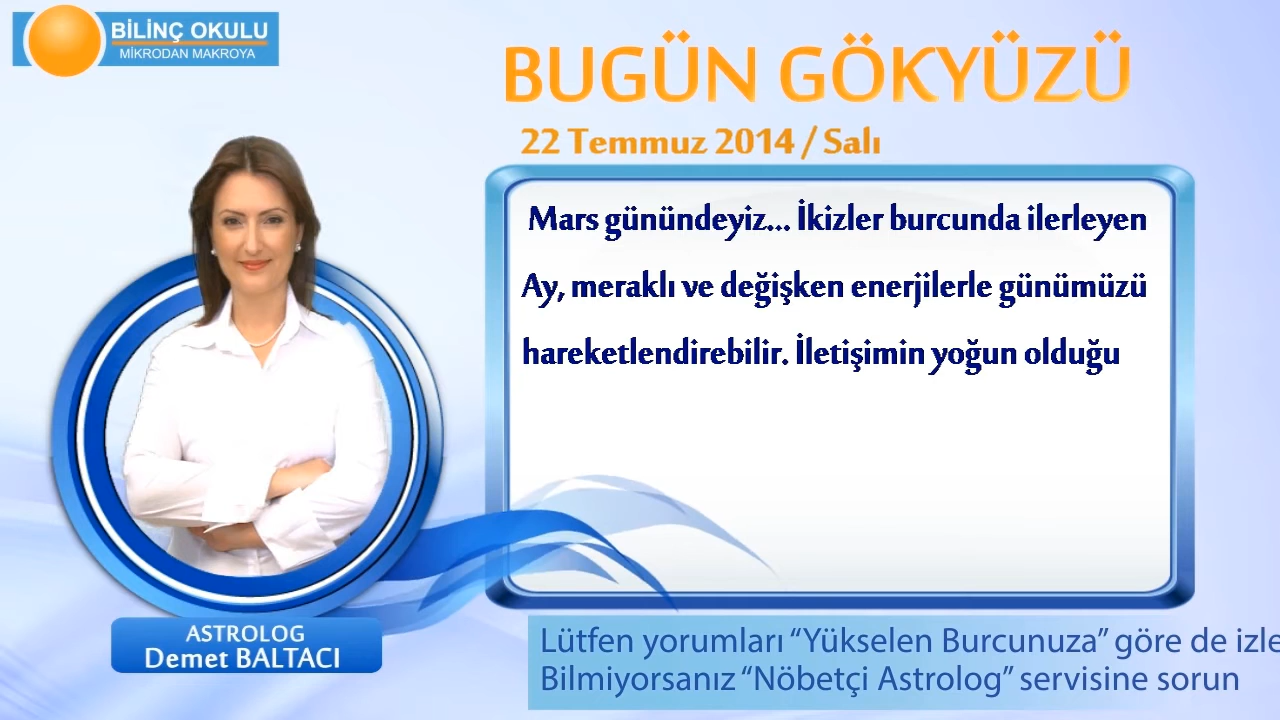 BİLİNÇ OKULU
MİKRODAN MAKROYA
BUGÜN GÖKYÜZÜ
22 Temmuz 2014 / Salı
Mars günündeyiz... İkizler burcunda ilerleyen
Ay, meraklı ve değişken enerjilerle günümüzü
hareketlendirebilir. İletişimin yoğun olduğu
ASTROLOG
Demet BALTACI
Lütfen yorumları “Yükselen Burcunuza” göre de izle
Bilmiyorsanız “Nöbetçi Astrolog” servisine sorun